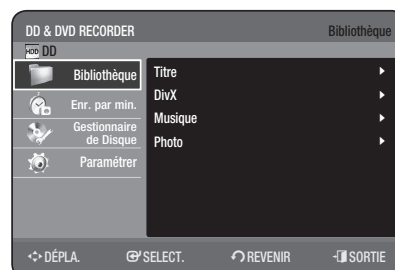 DD & DVD RECORDER Bibliothèque
HDD DD
Bibliothèque
Enr. par min.
Gestionnaire
de Disque
Paramétrer
Titre
DivX
Musique
Photo
DÉPLA. SELECT. REVENIR SORTIE